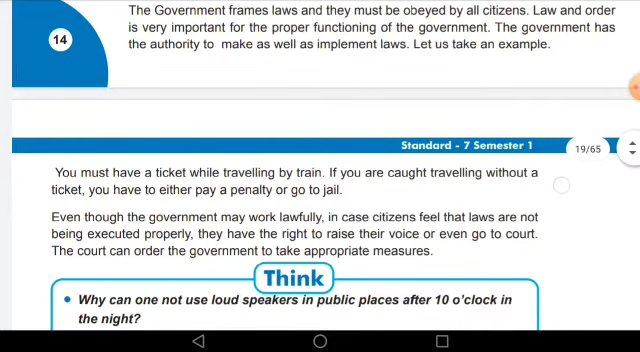 The Government frames laws and they must be obeyed by all citizens. Law and order
is very important for the proper functioning of the government. The government has
the authority to make as well as implement laws. Let us take an example.
14
Standard - 7 Semester 1
19/65
You must have a ticket while travelling by train. If you are caught travelling without a
ticket, you have to either pay a penalty or go to jail.
Even though the government may work lawfully, in case citizens feel that laws are not
being executed properly, they have the right to raise their voice or even go to court.
The court can order the government to take appropriate measures.
Think
• Why can one not use loud speakers in public places after 10 o'clock in
the night?